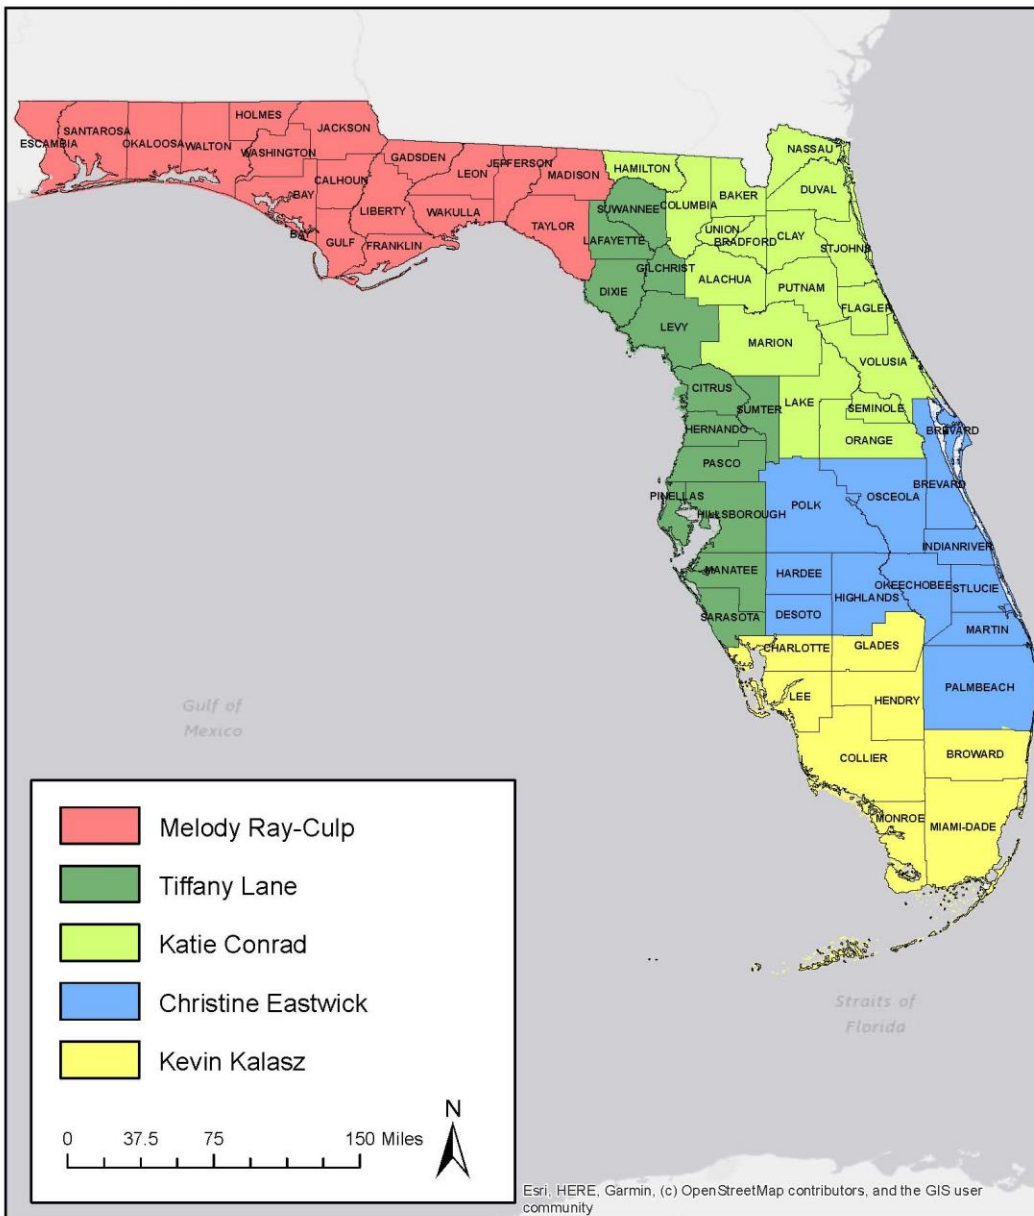 HOLMES
JACKSON
SANTAROSA
ESCAMBIA
OKALOOSA
WALTON
WASHINGTON
GADSDEN
JEFFERSON
LEON
MADISON
CALHOUN
BAY
LIBERTY
WAKULLA
TAYLOR
BAY
GULF
FRANKLIN
NASSAU
HAMILTON
DUVAL
BAKER
COLUMBIA
SUWANNEE
UNION
BRADFORD
CLAY
STJOHNS
LAFAYETTE
GILCHRIST
ALACHUA
PUTNAM
DIXIE
FLAGLER
LEVY
MARION
VOLUSIA
CITRUS
SUMTER
LAKE
SEMINOLE
HERNANDO
ORANGE
BREVARD
PASCO
BREVARD
PINELLAS
HILLSBOROUGH
POLK
OSCEOLA
INDIANRIVER
MANATEE
HARDEE
HIGHLANDS
OKEECHOBEE
STLUCIE
SARASOTA
DESOTO
MARTIN
CHARLOTTE
GLADES
PALMBEACH
LEE
HENDRY
COLLIER
BROWARD
MONROE
MIAMI-DADE
Gulf of
Mexico
Straits of
Florida
Melody Ray-Culp
Tiffany Lane
Katie Conrad
Christine Eastwick
Kevin Kalasz
N
0 37.5 75 150 Miles
Esri, HERE, Garmin, (c) OpenStreetMap contributors, and the GIS user
community